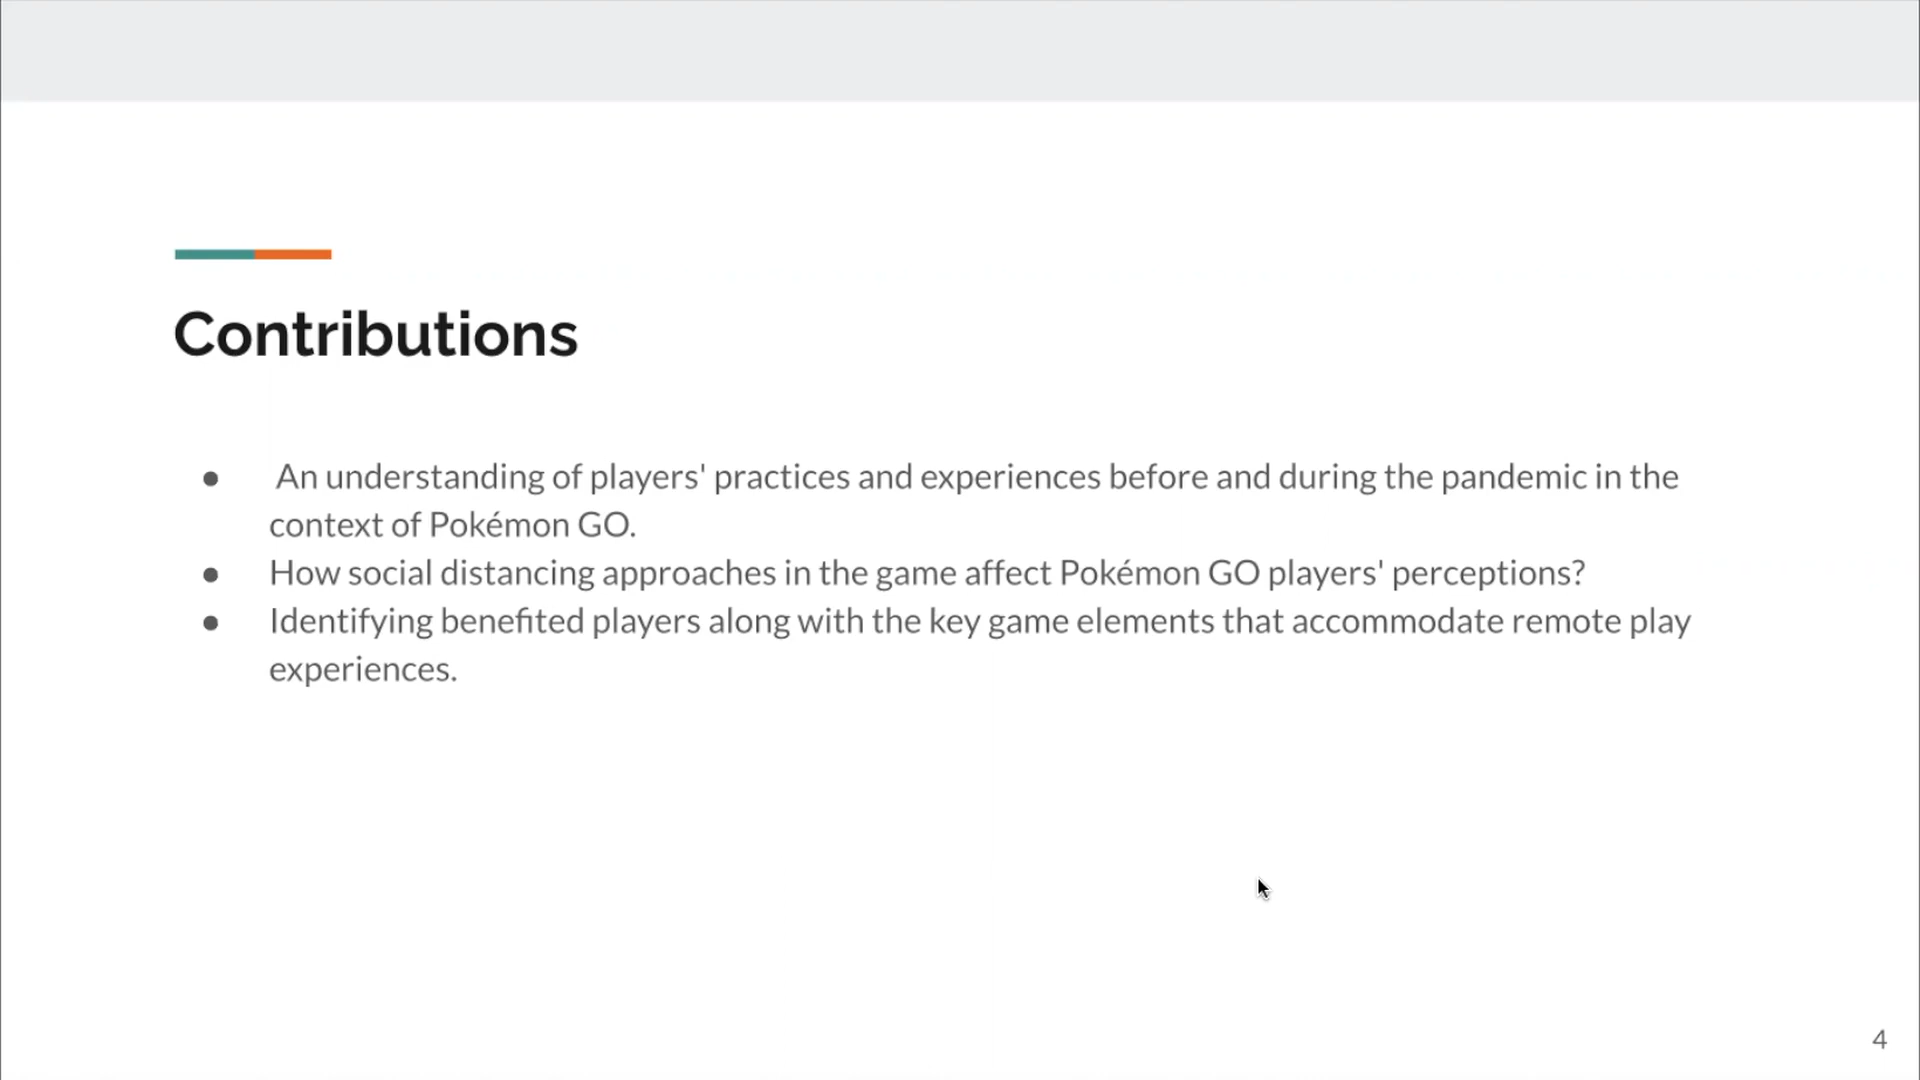 Contributions
● An understanding of players' practices and experiences before and during the pandemic in the
context of Pokémon GO.
● How social distancing approaches in the game affect Pokémon GO players' perceptions?
● Identifying benefited players along with the key game elements that accommodate remote play
experiences.
4